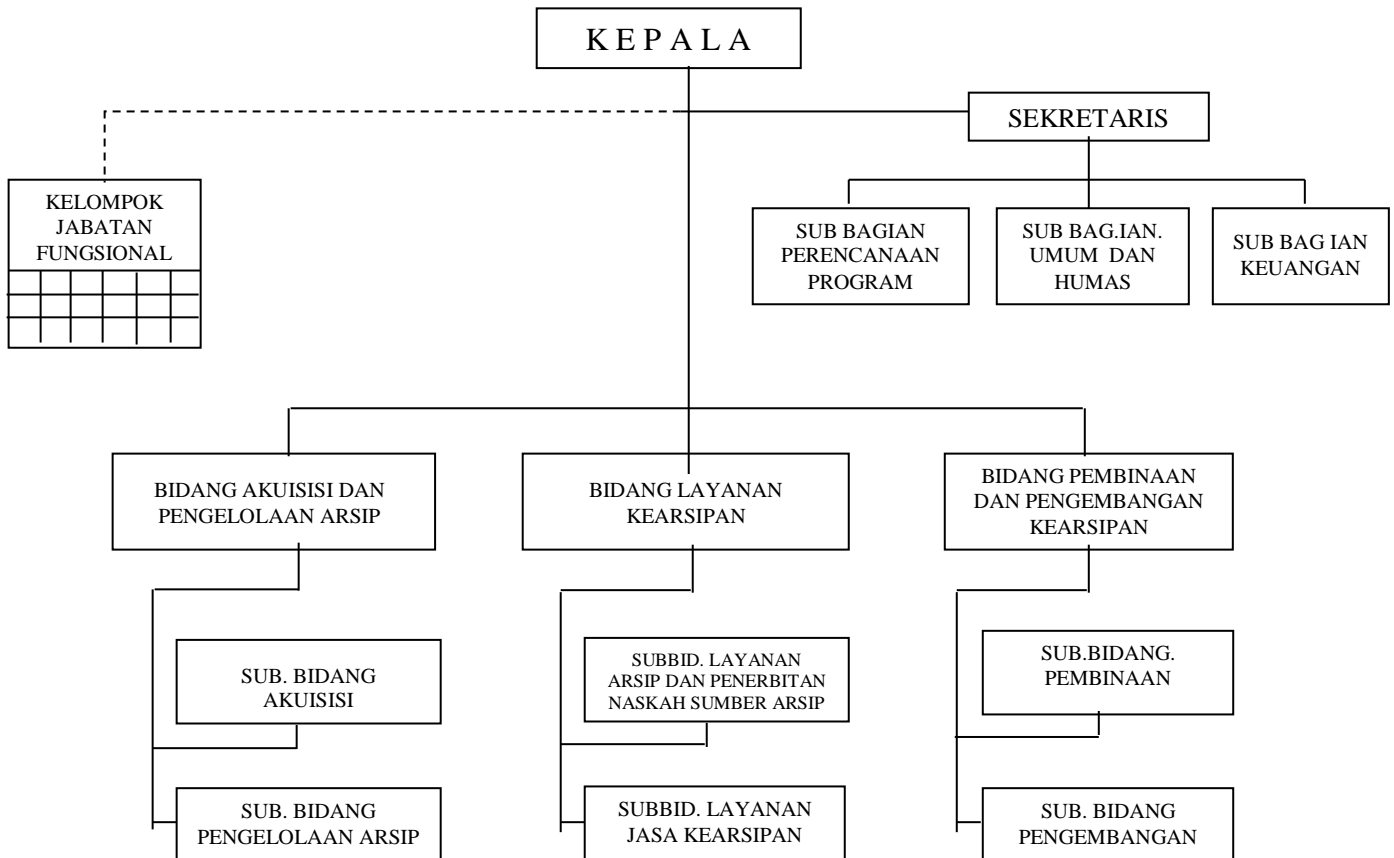 K E P A L A
SEKRETARIS
KELOMPOK
JABATAN
FUNGSIONAL
SUB BAGIAN
PERENCANAAN
PROGRAM
SUB BAG.IAN.
UMUM DAN
HUMAS
SUB BAG IAN
KEUANGAN
BIDANG AKUISISI DAN
PENGELOLAAN ARSIP
BIDANG LAYANAN
KEARSIPAN
BIDANG PEMBINAAN
DAN PENGEMBANGAN
KEARSIPAN
SUB. BIDANG
AKUISISI
SUBBID. LAYANAN
ARSIP DAN PENERBITAN
NASKAH SUMBER ARSIP
SUB.BIDANG.
PEMBINAAN
SUB. BIDANG
PENGELOLAAN ARSIP
SUBBID. LAYANAN
JASA KEARSIPAN
SUB. BIDANG
PENGEMBANGAN